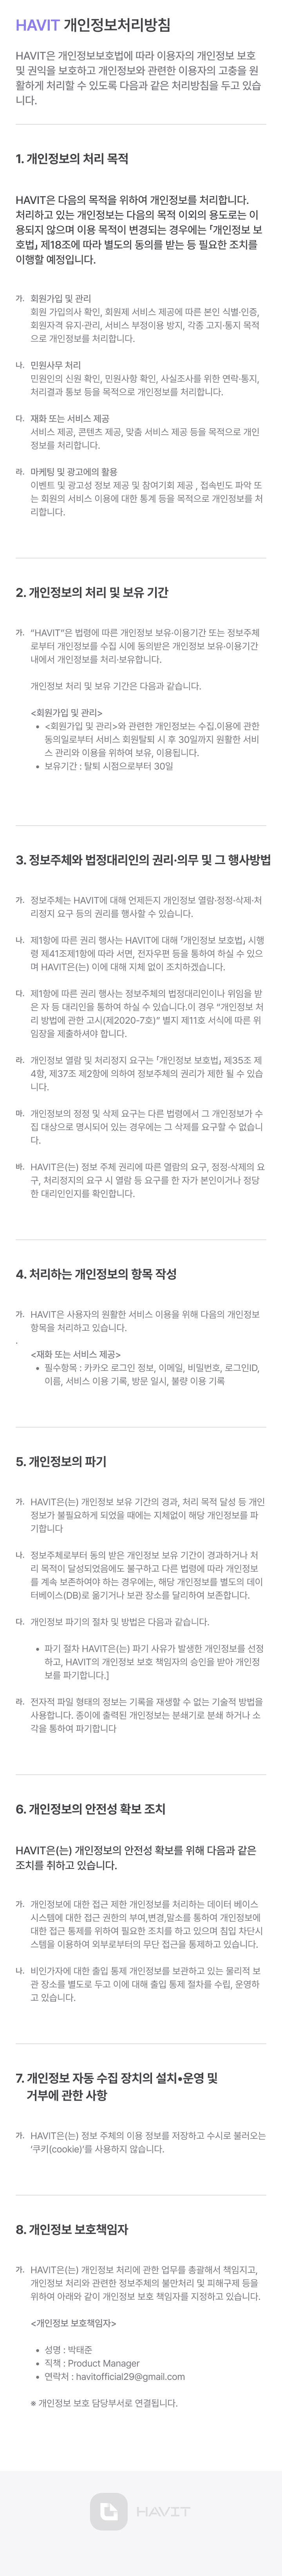 HAVIT 개인정보처리방침
HAVIT은 개인정보보호법에 따라 이용자의 개인정보 보호
및 권익을 보호하고 개인정보와 관련한 이용자의 고충을 원
활하게 처리할 수 있도록 다음과 같은 처리방침을 두고 있습
니다.
1. 개인정보의 처리 목적
HAVIT은 다음의 목적을 위하여 개인정보를 처리합니다.
처리하고 있는 개인정보는 다음의 목적 이외의 용도로는 이
용되지 않으며 이용 목적이 변경되는 경우에는 「개인정보 보
호법」 제18조에 따라 별도의 동의를 받는 등 필요한 조치를
이행할 예정입니다.
가. 회원가입 및 관리
회원 가입의사 확인, 회원제 서비스 제공에 따른 본인 식별·인증,
회원자격 유지·관리, 서비스 부정이용 방지, 각종 고지·통지 목적
으로 개인정보를 처리합니다.
나. 민원사무 처리
민원인의 신원 확인, 민원사항 확인, 사실조사를 위한 연락·통지,
처리결과 통보 등을 목적으로 개인정보를 처리합니다.
다. 재화 또는 서비스 제공
서비스 제공, 콘텐츠 제공, 맞춤 서비스 제공 등을 목적으로 개인
정보를 처리합니다.
라. 마케팅 및 광고에의 활용
이벤트 및 광고성 정보 제공 및 참여기회 제공 , 접속빈도 파악 또
는 회원의 서비스 이용에 대한 통계 등을 목적으로 개인정보를 처
리합니다.
2. 개인정보의 처리 및 보유 기간
가. “HAVIT”은 법령에 따른 개인정보 보유·이용기간 또는 정보주체
로부터 개인정보를 수집 시에 동의받은 개인정보 보유·이용기간
내에서 개인정보를 처리·보유합니다.
개인정보 처리 및 보유 기간은 다음과 같습니다.
<회원가입 및 관리>
• <회원가입 및 관리>와 관련한 개인정보는 수집.이용에 관한
동의일로부터 서비스 회원탈퇴 시 후 30일까지 원활한 서비
스 관리와 이용을 위하여 보유, 이용됩니다.
• 보유기간 : 탈퇴 시점으로부터 30일
3. 정보주체와 법정대리인의 권리·의무 및 그 행사방법
가. 정보주체는 HAVIT에 대해 언제든지 개인정보 열람·정정·삭제·처
리정지 요구 등의 권리를 행사할 수 있습니다.
나. 제1항에 따른 권리 행사는 HAVIT에 대해 「개인정보 보호법」 시행
령 제41조제1항에 따라 서면, 전자우편 등을 통하여 하실 수 있으
며 HAVIT은(는) 이에 대해 지체 없이 조치하겠습니다.
다. 제1항에 따른 권리 행사는 정보주체의 법정대리인이나 위임을 받
은 자 등 대리인을 통하여 하실 수 있습니다.이 경우 “개인정보 처
리 방법에 관한 고시(제2020-7호)” 별지 제11호 서식에 따른 위
임장을 제출하셔야 합니다.
라. 개인정보 열람 및 처리정지 요구는 「개인정보 보호법」 제35조 제
4항, 제37조 제2항에 의하여 정보주체의 권리가 제한 될 수 있습
니다.
마. 개인정보의 정정 및 삭제 요구는 다른 법령에서 그 개인정보가 수
집 대상으로 명시되어 있는 경우에는 그 삭제를 요구할 수 없습니
다.
바. HAVIT은(는) 정보 주체 권리에 따른 열람의 요구, 정정·삭제의 요
구, 처리정지의 요구 시 열람 등 요구를 한 자가 본인이거나 정당
한 대리인인지를 확인합니다.
4. 처리하는 개인정보의 항목 작성
가. HAVIT은 사용자의 원활한 서비스 이용을 위해 다음의 개인정보
항목을 처리하고 있습니다.
.
<재화 또는 서비스 제공>
• 필수항목 : 카카오 로그인 정보, 이메일, 비밀번호, 로그인ID,
이름, 서비스 이용 기록, 방문 일시, 불량 이용 기록
5. 개인정보의 파기
가. HAVIT은(는) 개인정보 보유 기간의 경과, 처리 목적 달성 등 개인
정보가 불필요하게 되었을 때에는 지체없이 해당 개인정보를 파
기합니다
나. 정보주체로부터 동의 받은 개인정보 보유 기간이 경과하거나 처
리 목적이 달성되었음에도 불구하고 다른 법령에 따라 개인정보
를 계속 보존하여야 하는 경우에는, 해당 개인정보를 별도의 데이
터베이스(DB)로 옮기거나 보관 장소를 달리하여 보존합니다.
다. 개인정보 파기의 절차 및 방법은 다음과 같습니다.
• 파기 절차 HAVIT은(는) 파기 사유가 발생한 개인정보를 선정
하고, HAVIT의 개인정보 보호 책임자의 승인을 받아 개인정
보를 파기합니다.]
라. 전자적 파일 형태의 정보는 기록을 재생할 수 없는 기술적 방법을
사용합니다. 종이에 출력된 개인정보는 분쇄기로 분쇄 하거나 소
각을 통하여 파기합니다
6. 개인정보의 안전성 확보 조치
HAVIT은(는) 개인정보의 안전성 확보를 위해 다음과 같은
조치를 취하고 있습니다.
가. 개인정보에 대한 접근 제한 개인정보를 처리하는 데이터 베이스
시스템에 대한 접근 권한의 부여,변경,말소를 통하여 개인정보에
대한 접근 통제를 위하여 필요한 조치를 하고 있으며 침입 차단시
스템을 이용하여 외부로부터의 무단 접근을 통제하고 있습니다.
나. 비인가자에 대한 출입 통제 개인정보를 보관하고 있는 물리적 보
관 장소를 별도로 두고 이에 대해 출입 통제 절차를 수립, 운영하
고 있습니다.
7. 개인정보 자동 수집 장치의 설치•운영 및
거부에 관한 사항
가. HAVIT은(는) 정보 주체의 이용 정보를 저장하고 수시로 불러오는
‘쿠키(cookie)’를 사용하지 않습니다.
8. 개인정보 보호책임자
가. HAVIT은(는) 개인정보 처리에 관한 업무를 총괄해서 책임지고,
개인정보 처리와 관련한 정보주체의 불만처리 및 피해구제 등을
위하여 아래와 같이 개인정보 보호 책임자를 지정하고 있습니다.
<개인정보 보호책임자>
• 성명 : 박태준
• 직책 : Product Manager
• 연락처 : havitofficial29@gmail.com
※ 개인정보 보호 담당부서로 연결됩니다.
HAVIT